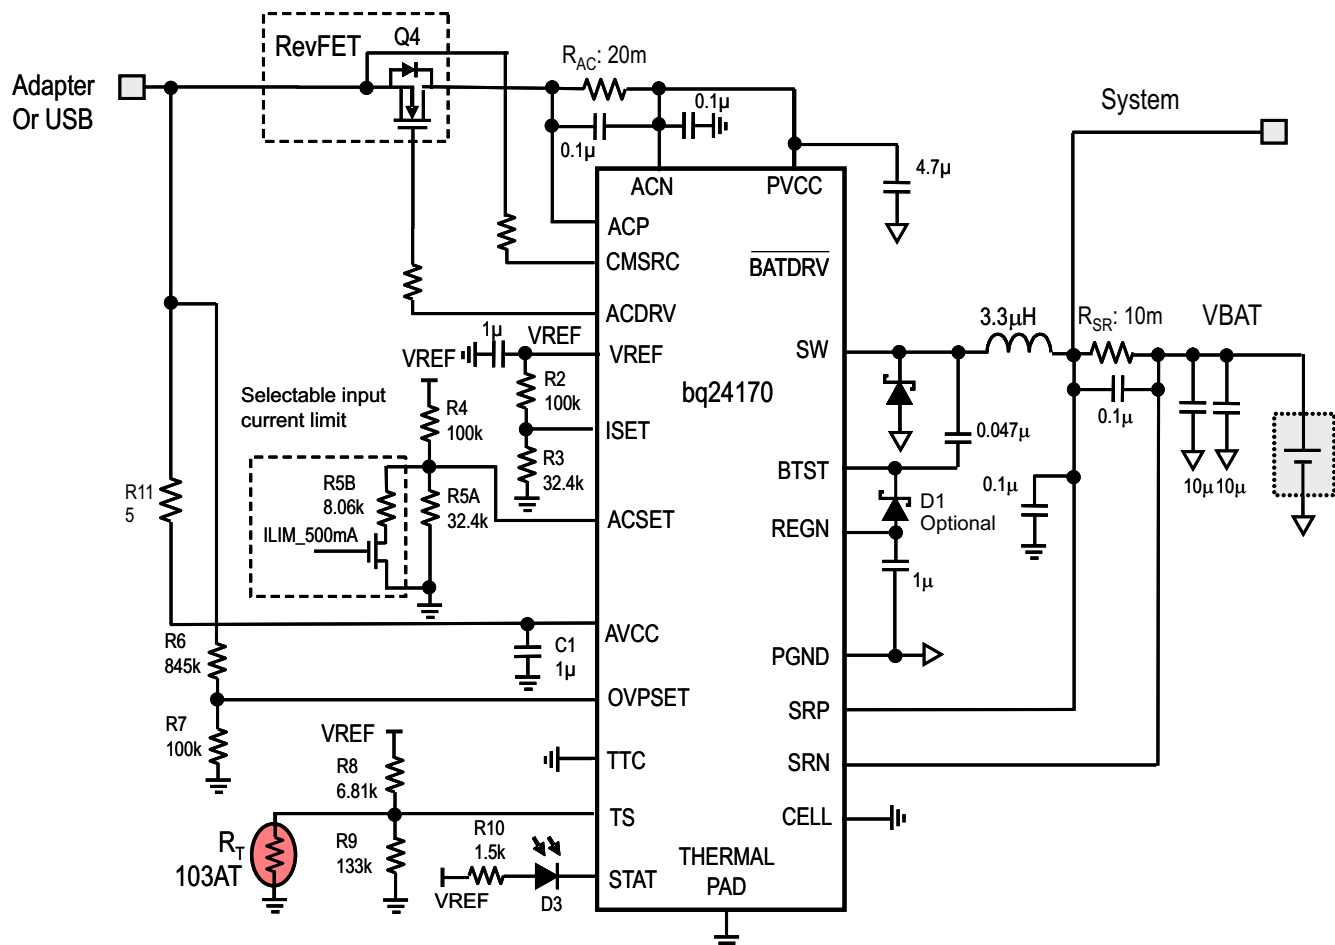 RevFET
Q4
R_AC: 20m
Adapter
Or USB
0.1µ
0.1µ
System
4.7µ
ACN
PVCC
ACP
CMSRC
BATDRV
ACDRV
1µ
VREF
VREF
VREF
3.3µH
R_SR: 10m
VBAT
SW
Selectable input
current limit
R4
100k
R2
100k
bq24170
ISET
0.1µ
0.047µ
R3
32.4k
BTST
R11
5
R5B
8.06k
R5A
32.4k
ILIM_500mA
ACSET
REGN
D1
Optional
0.1µ
10µ
10µ
1µ
R6
845k
AVCC
C1
1µ
PGND
OVPSET
SRP
R7
100k
VREF
R8
6.81k
TTC
SRN
TS
CELL
R_T
103AT
R9
133k
R10
1.5k
VREF
D3
STAT
THERMAL
PAD